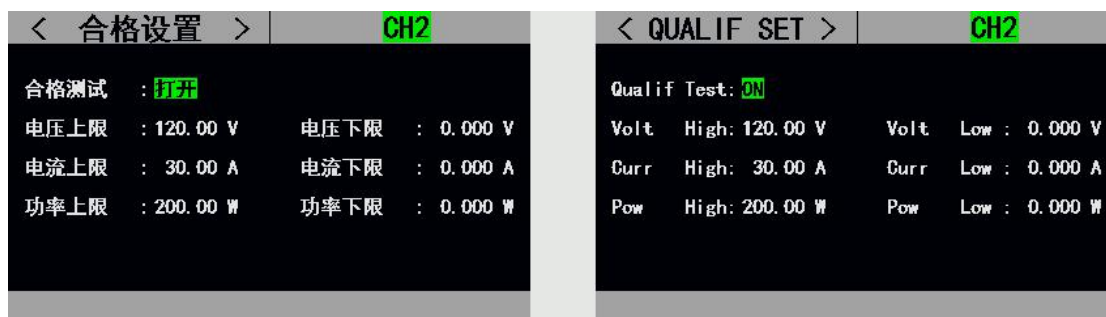 < 合格设置 > CH2
合格测试 : 打开
电压上限 : 120.00 V 电压下限 : 0.000 V
电流上限 : 30.00 A 电流下限 : 0.000 A
功率上限 : 200.00 W 功率下限 : 0.000 W
< QUALIF SET > CH2
Qualif Test: ON
Volt High: 120.00 V Volt Low : 0.000 V
Curr High: 30.00 A Curr Low : 0.000 A
Pow High: 200.00 W Pow Low : 0.000 W